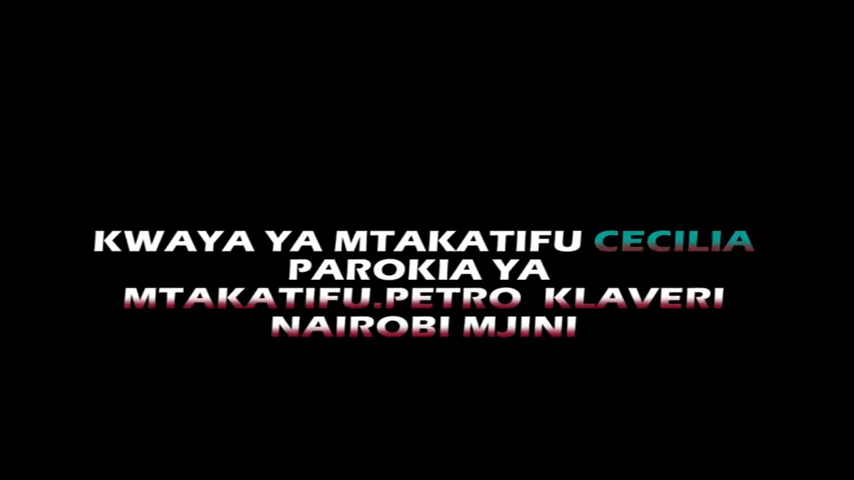 KWAYA YA MTAKATIFU CECILIA
PAROKIA YA
MTAKATIFU.PETRO KLAVERI
NAIROBI MJINI